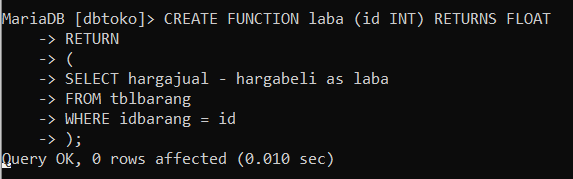 MariaDB [dbtoko]> CREATE FUNCTION laba (id INT) RETURNS FLOAT
    -> RETURN
    -> (
    -> SELECT hargajual - hargabeli as laba
    -> FROM tblbarang
    -> WHERE idbarang = id
    -> );
Query OK, 0 rows affected (0.010 sec)